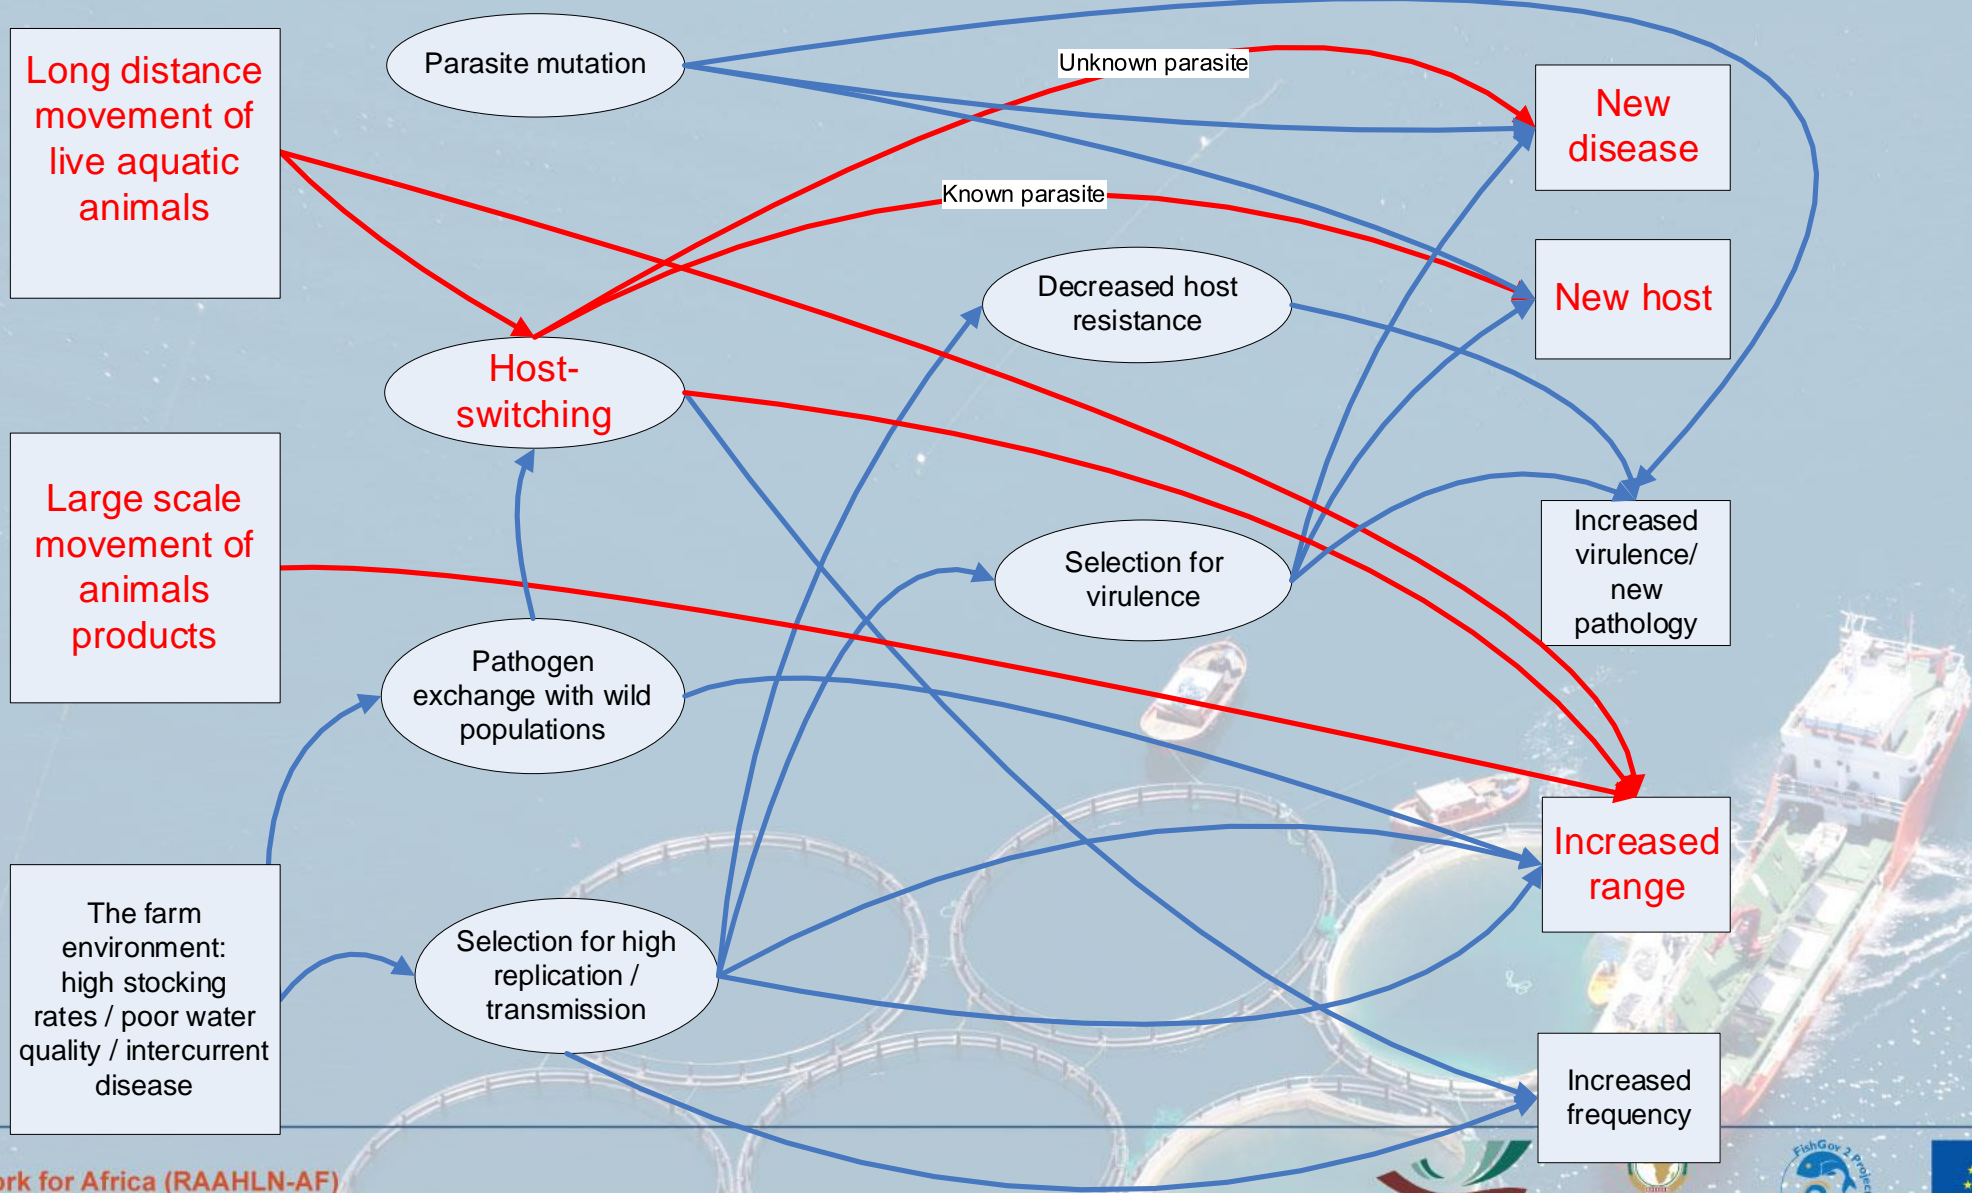 Long distance
movement of
live aquatic
animals
Parasite mutation
Unknown parasite
New
disease
Known parasite
Decreased host
resistance
New host
Host-
switching
Large scale
movement of
animals
products
Selection for
virulence
Increased
virulence/
new
pathology
Pathogen
exchange with wild
populations
Increased
range
The farm
environment:
high stocking
rates / poor water
quality / intercurrent
disease
Selection for high
replication /
transmission
Increased
frequency
rk for Africa (RAAHLN-AF)
FishGov 2 Project